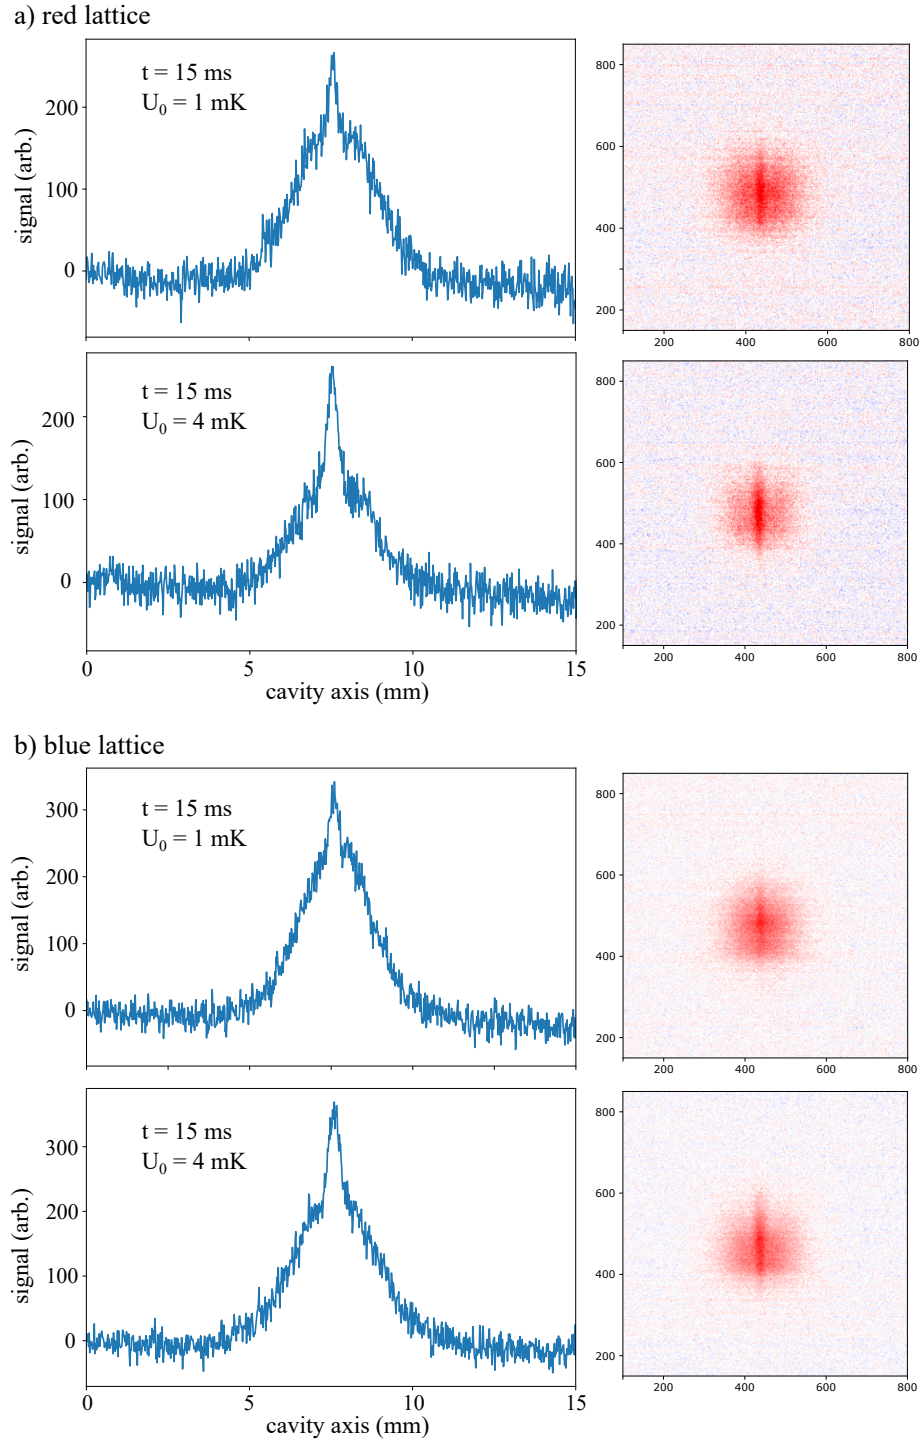 a) red lattice
t = 15 ms
U₀ = 1 mK
signal (arb.)
200
100
0
800
600
400
200
200 400 600 800
t = 15 ms
U₀ = 4 mK
signal (arb.)
200
100
0
0 5 10 15
cavity axis (mm)
800
600
400
200
200 400 600 800
b) blue lattice
t = 15 ms
U₀ = 1 mK
signal (arb.)
300
200
100
0
800
600
400
200
200 400 600 800
t = 15 ms
U₀ = 4 mK
signal (arb.)
300
200
100
0
0 5 10 15
cavity axis (mm)
800
600
400
200
200 400 600 800